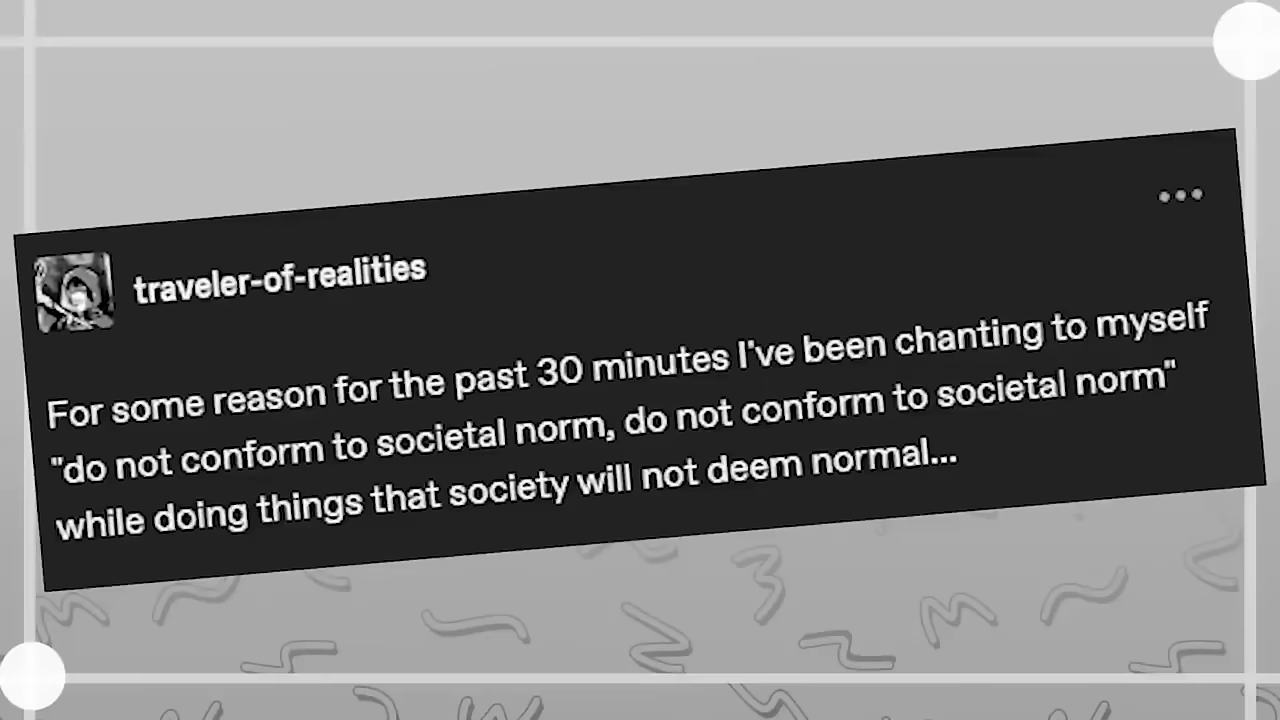 traveler-of-realities
For some reason for the past 30 minutes I've been chanting to myself
"do not conform to societal norm, do not conform to societal norm"
while doing things that society will not deem normal...